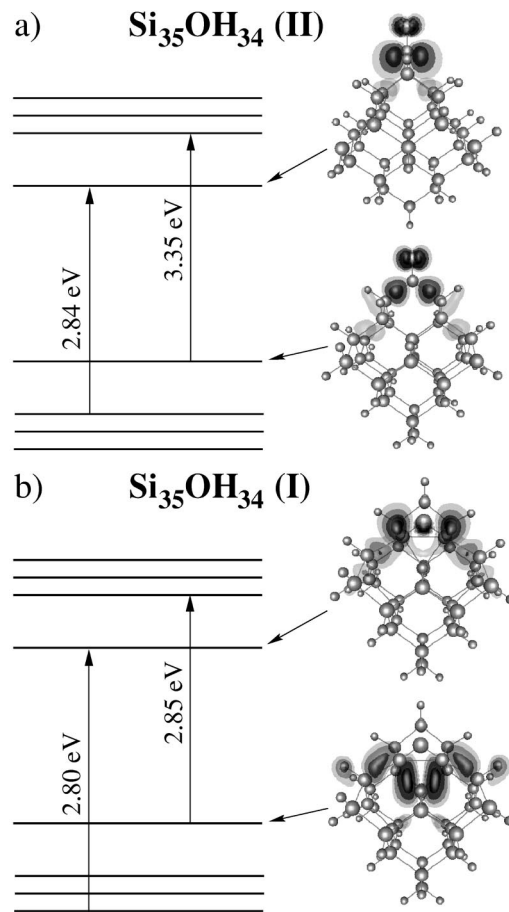 a) Si₃₅OH₃₄ (II)
2.84 eV
3.35 eV
b) Si₃₅OH₃₄ (I)
2.80 eV
2.85 eV